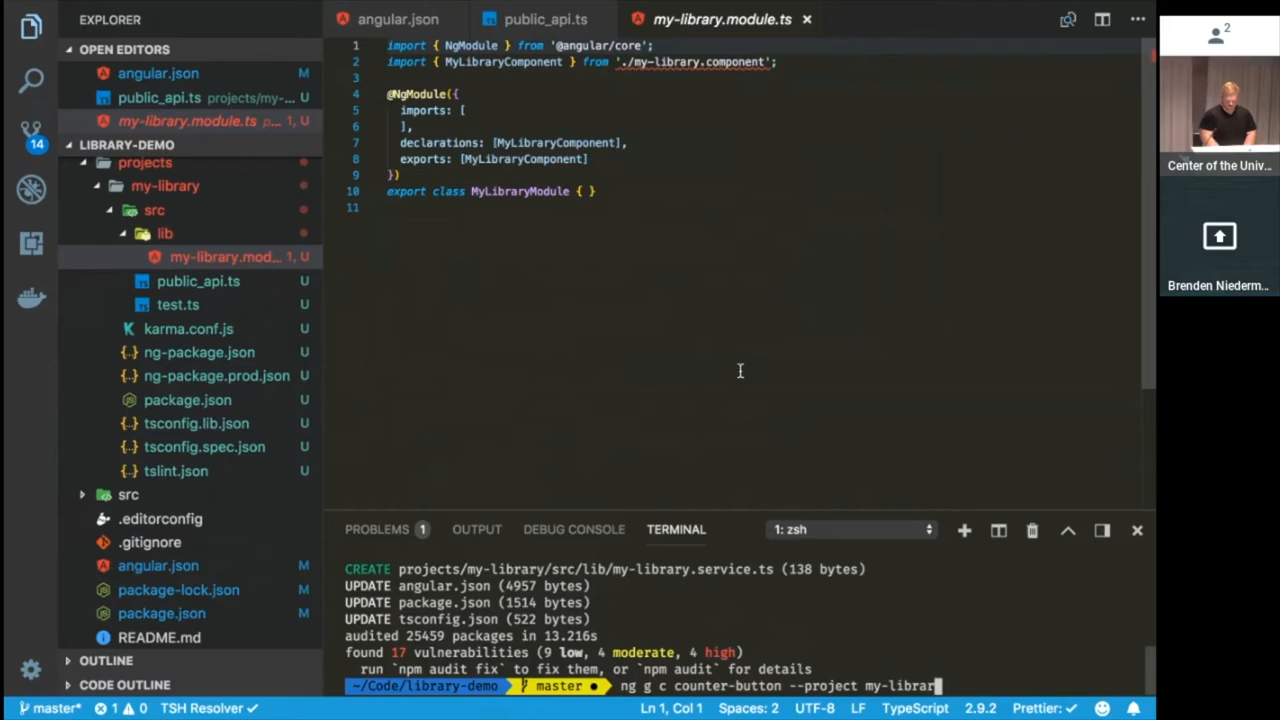 EXPLORER
OPEN EDITORS
angular.json M
public_api.ts projects/my-... U
my-library.module.ts p... 1, U
LIBRARY-DEMO
projects
my-library
src
lib
my-library.mod... 1, U
public_api.ts U
test.ts U
karma.conf.js U
ng-package.json U
ng-package.prod.json U
package.json U
tsconfig.lib.json U
tsconfig.spec.json U
tslint.json U
src
.editorconfig
.gitignore
angular.json M
package-lock.json M
package.json M
README.md
OUTLINE
CODE OUTLINE
14
angular.json public_api.ts my-library.module.ts
1 import { NgModule } from '@angular/core';
2 import { MyLibraryComponent } from './my-library.component';
3
4 @NgModule({
5 imports: [
6 ],
7 declarations: [MyLibraryComponent],
8 exports: [MyLibraryComponent]
9 })
10 export class MyLibraryModule { }
11
PROBLEMS 1 OUTPUT DEBUG CONSOLE TERMINAL 1: zsh
CREATE projects/my-library/src/lib/my-library.service.ts (138 bytes)
UPDATE angular.json (4957 bytes)
UPDATE package.json (1514 bytes)
UPDATE tsconfig.json (522 bytes)
audited 25459 packages in 13.216s
found 17 vulnerabilities (9 low, 4 moderate, 4 high)
run `npm audit fix` to fix them, or `npm audit` for details
~/Code/library-demo master ● ng g c counter-button --project my-librar
master* 1 0 TSH Resolver Ln 1, Col 1 Spaces: 2 UTF-8 LF TypeScript 2.9.2 Prettier:
2
Center of the Univ...
Brenden Niederm...